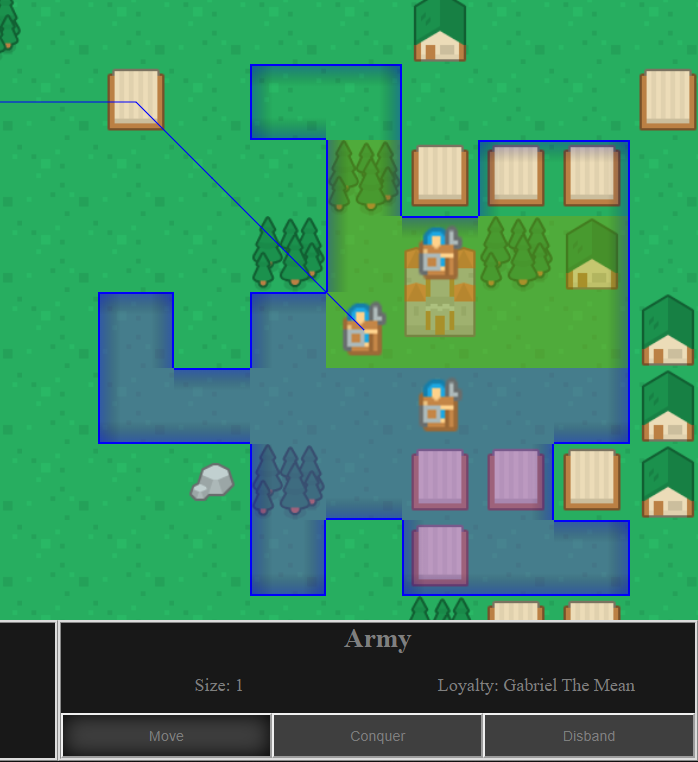 Army
Size: 1
Loyalty: Gabriel The Mean
Move
Conquer
Disband